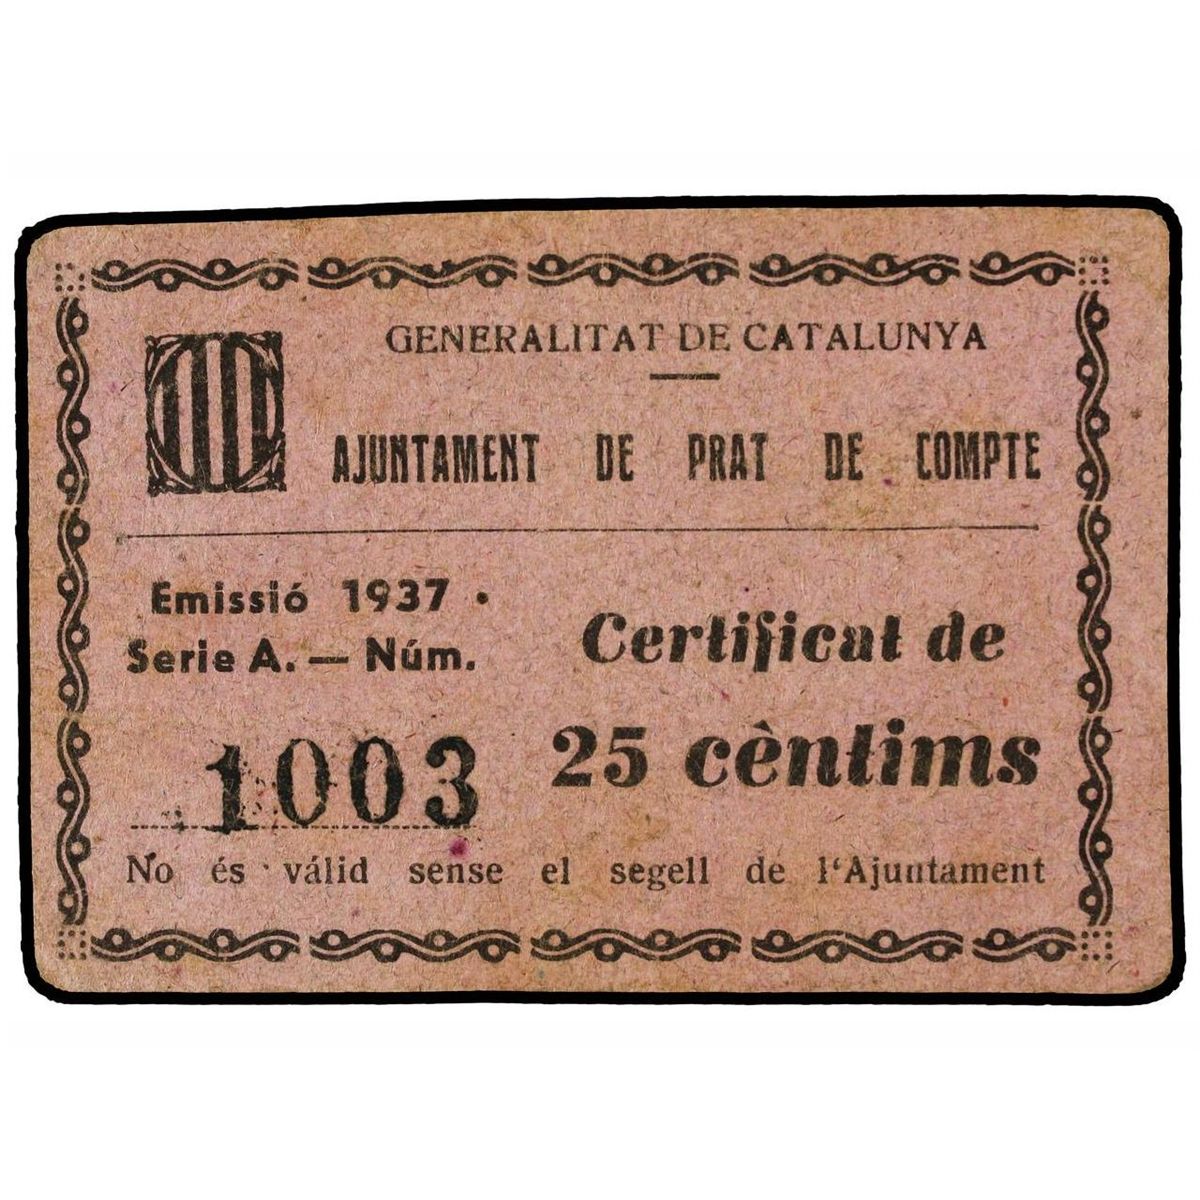 GENERALITAT DE CATALUNYA
AJUNTAMENT DE PRAT DE COMPTE
Emissió 1937
Serie A. — Núm.
1003
Certificat de
25 cèntims
No és válid sense el segell de l'Ajuntament